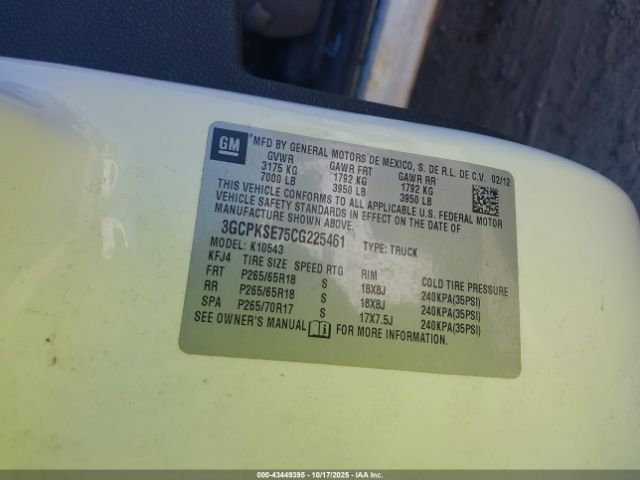 GM
*MFD BY GENERAL MOTORS DE MEXICO, S. DE R.L. DE C.V. 02/12
GVWR GAWR FRT GAWR RR
3175 KG 1792 KG 1792 KG
7000 LB 3950 LB 3950 LB
THIS VEHICLE CONFORMS TO ALL APPLICABLE U.S. FEDERAL MOTOR
VEHICLE SAFETY STANDARDS IN EFFECT ON THE DATE OF
MANUFACTURE SHOWN ABOVE.
3GCPKSE75CG225461 TYPE: TRUCK
MODEL: K10543
KFJ4 TIRE SIZE SPEED RTG RIM COLD TIRE PRESSURE
FRT P265/65R18 S 18X8J 240KPA(35PSI)
RR P265/65R18 S 18X8J 240KPA(35PSI)
SPA P265/70R17 S 17X7.5J 240KPA(35PSI)
SEE OWNER'S MANUAL FOR MORE INFORMATION.
000-43449395 - 10/17/2025 - IAA Inc.